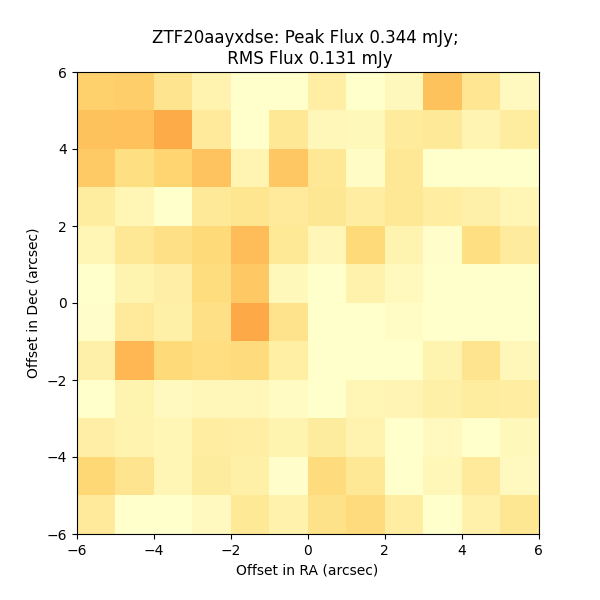 ZTF20aayxdse: Peak Flux 0.344 mJy;
RMS Flux 0.131 mJy
6
4
2
0
−2
−4
−6
Offset in Dec (arcsec)
−6 −4 −2 0 2 4 6
Offset in RA (arcsec)